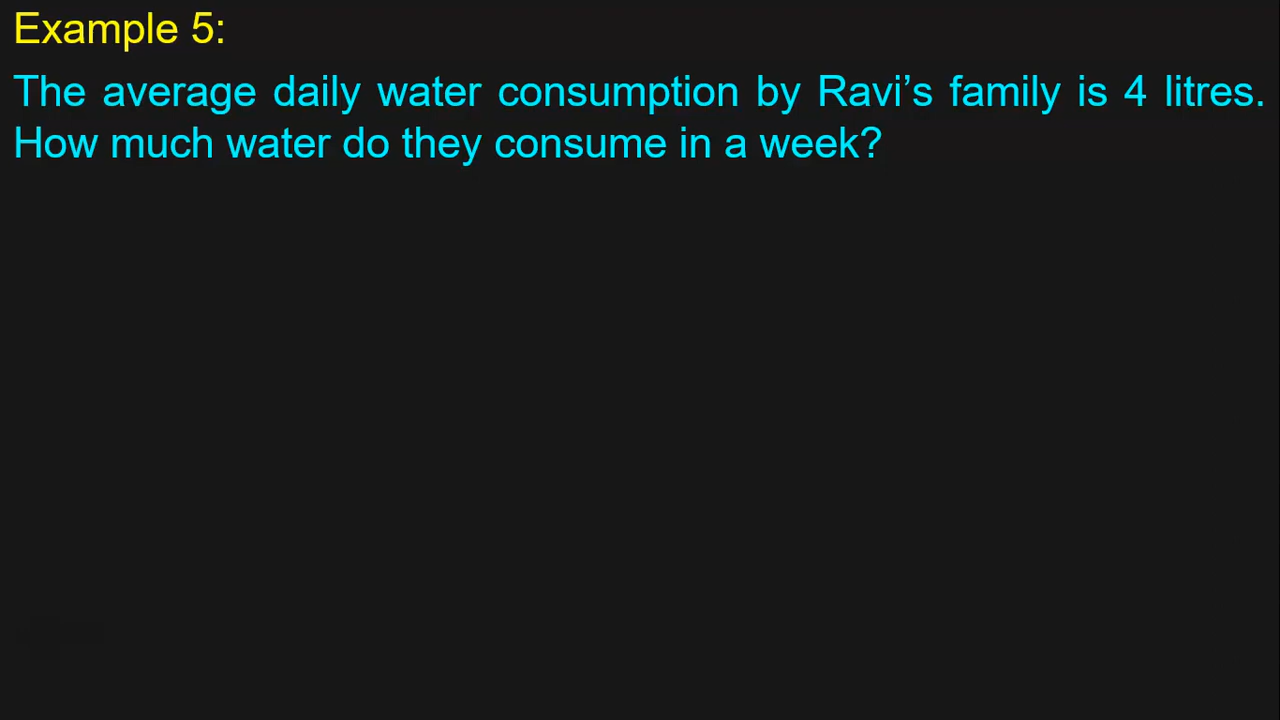 Example 5:
The average daily water consumption by Ravi’s family is 4 litres.
How much water do they consume in a week?